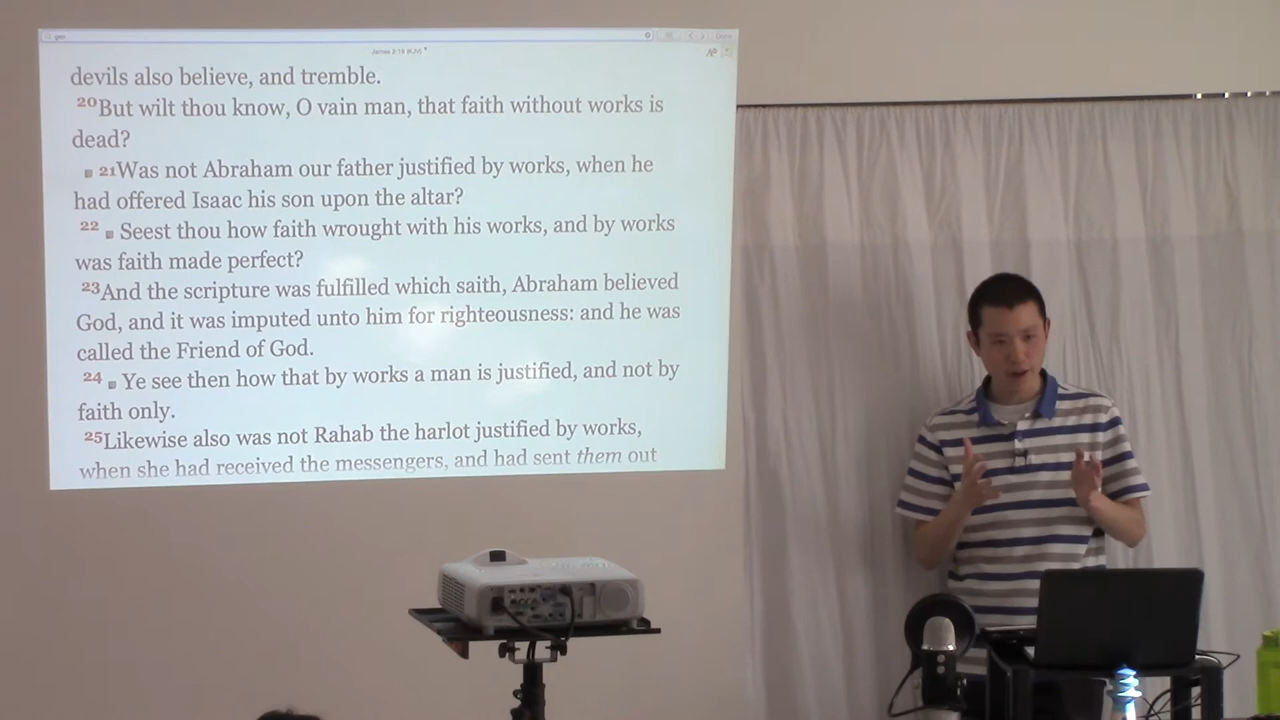 gen
James 2:19 (KJV)
Done
devils also believe, and tremble.
20But wilt thou know, O vain man, that faith without works is
dead?
21Was not Abraham our father justified by works, when he
had offered Isaac his son upon the altar?
22 Seest thou how faith wrought with his works, and by works
was faith made perfect?
23And the scripture was fulfilled which saith, Abraham believed
God, and it was imputed unto him for righteousness: and he was
called the Friend of God.
24 Ye see then how that by works a man is justified, and not by
faith only.
25Likewise also was not Rahab the harlot justified by works,
when she had received the messengers, and had sent them out